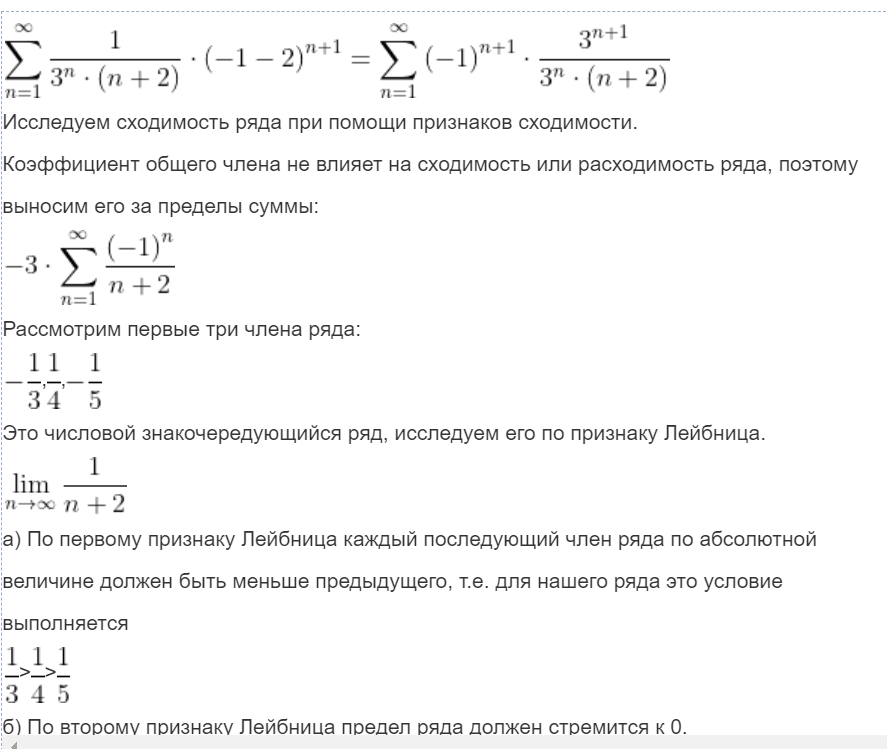 ∞ ∑ n=1 1/(3ⁿ · (n + 2)) · (−1 − 2)ⁿ⁺¹ = ∞ ∑ n=1 (−1)ⁿ⁺¹ · 3ⁿ⁺¹/(3ⁿ · (n + 2))
Исследуем сходимость ряда при помощи признаков сходимости.
Коэффициент общего члена не влияет на сходимость или расходимость ряда, поэтому
выносим его за пределы суммы:
−3 · ∞ ∑ n=1 (−1)ⁿ/(n + 2)
Рассмотрим первые три члена ряда:
−1/3,1/4,−1/5
Это числовой знакочередующийся ряд, исследуем его по признаку Лейбница.
lim n→∞ 1/(n + 2)
а) По первому признаку Лейбница каждый последующий член ряда по абсолютной
величине должен быть меньше предыдущего, т.е. для нашего ряда это условие
выполняется
1/3>1/4>1/5
б) По второму признаку Лейбница предел ряда должен стремится к 0.